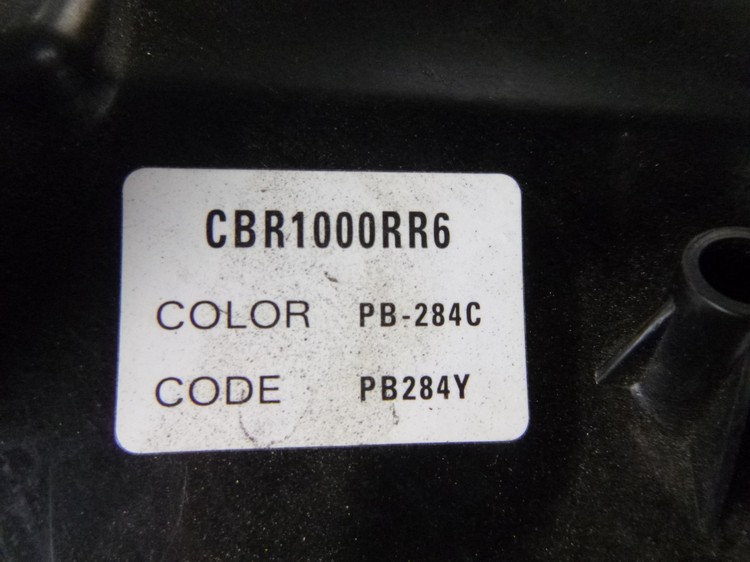 CBR1000RR6
COLOR PB-284C
CODE PB284Y